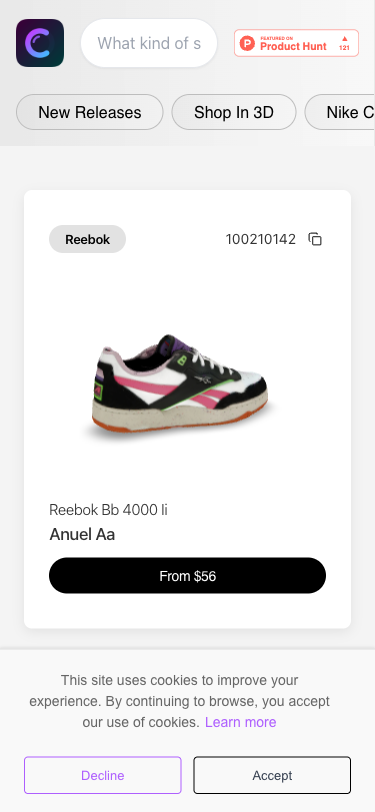 What kind of s
FEATURED ON
Product Hunt
121
New Releases
Shop In 3D
Nike C
Reebok
100210142
Reebok Bb 4000 Ii
Anuel Aa
From $56
This site uses cookies to improve your
experience. By continuing to browse, you accept
our use of cookies. Learn more
Decline
Accept